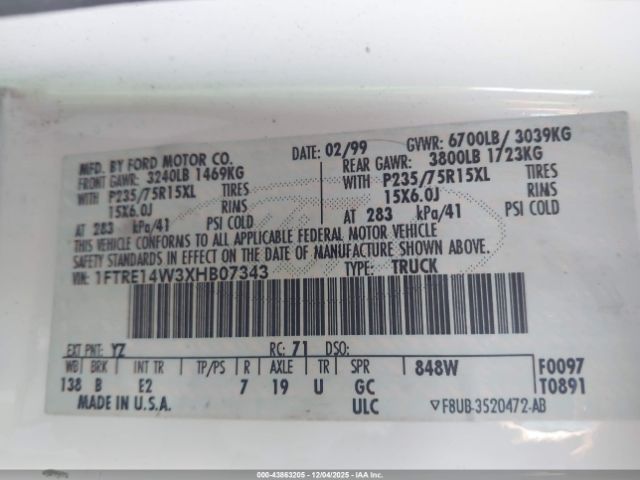 MFD. BY FORD MOTOR CO.
DATE: 02/99
GVWR: 6700LB/ 3039KG
FRONT GAWR: 3240LB 1469KG
REAR GAWR: 3800LB 1723KG
WITH P235/75R15XL TIRES
WITH P235/75R15XL TIRES
15X6.0J RINS
15X6.0J RINS
AT 283 kPa/41 PSI COLD
AT 283 kPa/41 PSI COLD
THIS VEHICLE CONFORMS TO ALL APPLICABLE FEDERAL MOTOR VEHICLE
SAFETY STANDARDS IN EFFECT ON THE DATE OF MANUFACTURE SHOWN ABOVE.
VIN: 1FTRE14W3XHB07343
TYPE: TRUCK
EXT PNT: YZ RC: 71 DSO:
WB BRK INT TR TP/PS R AXLE TR SPR 848W F0097
138 B E2 7 19 U GC T0891
MADE IN U.S.A. ULC ▽F8UB-3520472-AB
000-43863205 - 12/04/2025 - IAA Inc.